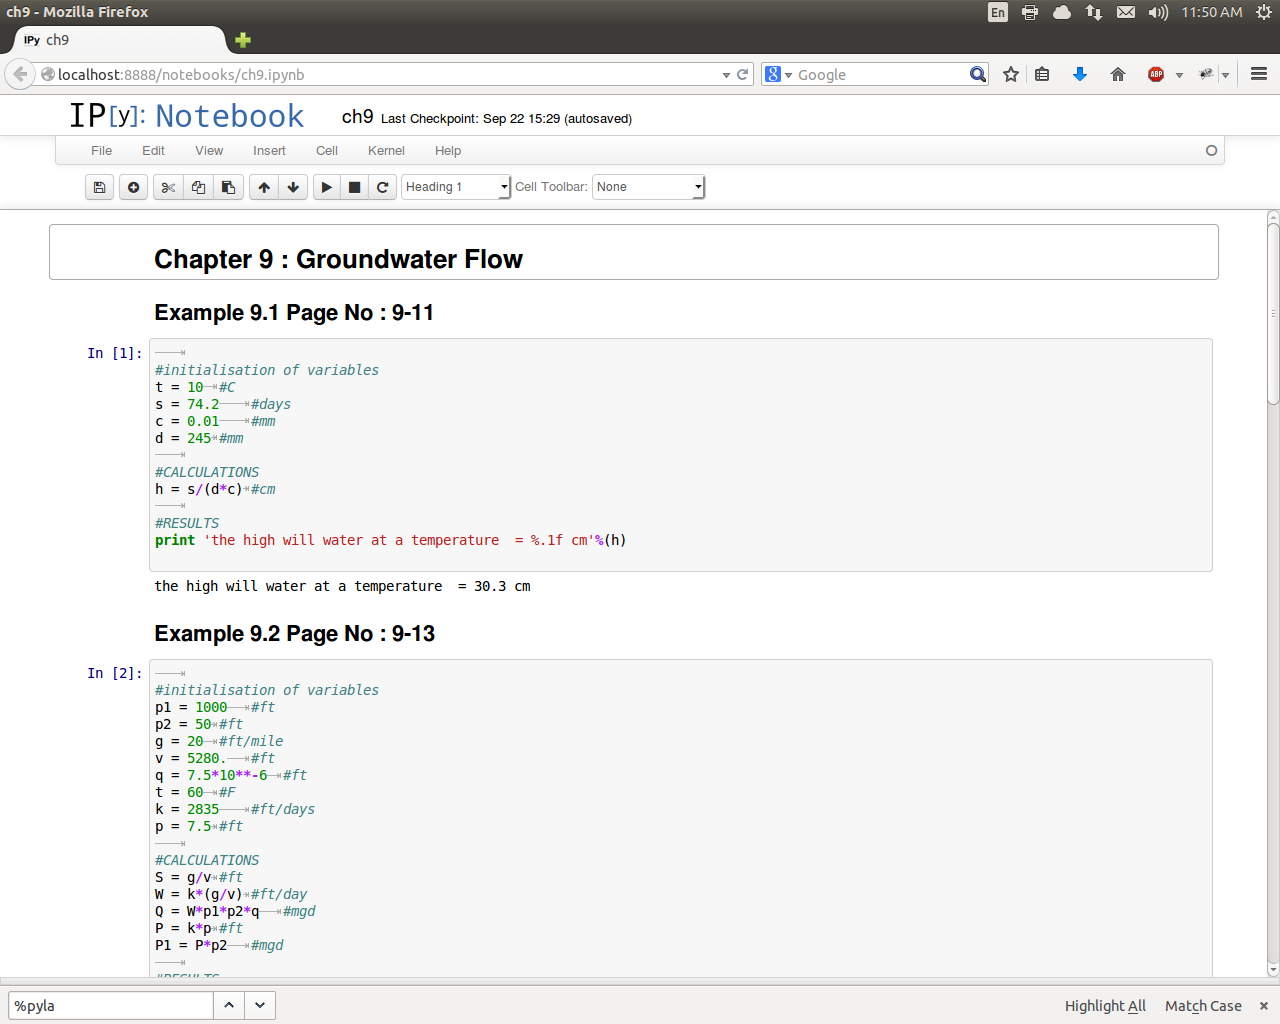 ch9 - Mozilla Firefox
En
11:50 AM
IPy ch9
localhost:8888/notebooks/ch9.ipynb
Google
ABP
IP[y]: Notebook
ch9 Last Checkpoint: Sep 22 15:29 (autosaved)
File Edit View Insert Cell Kernel Help
Heading 1
Cell Toolbar: None
Chapter 9 : Groundwater Flow
Example 9.1 Page No : 9-11
In [1]:
#initialisation of variables
t = 10 #C
s = 74.2 #days
c = 0.01 #mm
d = 245 #mm
#CALCULATIONS
h = s/(d*c) #cm
#RESULTS
print 'the high will water at a temperature  = %.1f cm'%(h)
the high will water at a temperature  = 30.3 cm
Example 9.2 Page No : 9-13
In [2]:
#initialisation of variables
p1 = 1000 #ft
p2 = 50 #ft
g = 20 #ft/mile
v = 5280. #ft
q = 7.5*10**-6 #ft
t = 60 #F
k = 2835 #ft/days
p = 7.5 #ft
#CALCULATIONS
S = g/v #ft
W = k*(g/v) #ft/day
Q = W*p1*p2*q #mgd
P = k*p #ft
P1 = P*p2 #mgd
#RESULTS
%pyla
Highlight All Match Case